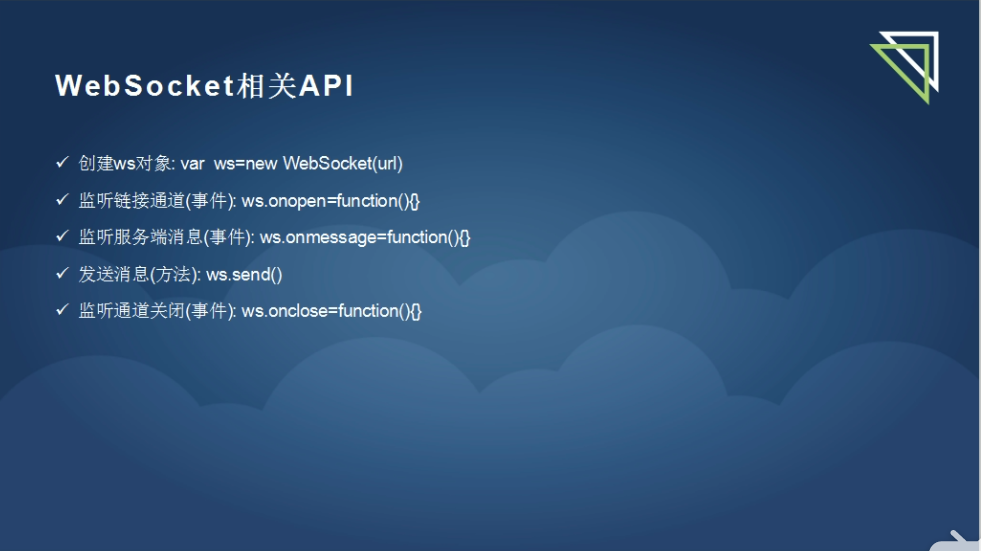 WebSocket相关API
✓ 创建ws对象: var  ws=new WebSocket(url)
✓ 监听链接通道(事件): ws.onopen=function(){}
✓ 监听服务端消息(事件): ws.onmessage=function(){}
✓ 发送消息(方法): ws.send()
✓ 监听通道关闭(事件): ws.onclose=function(){}